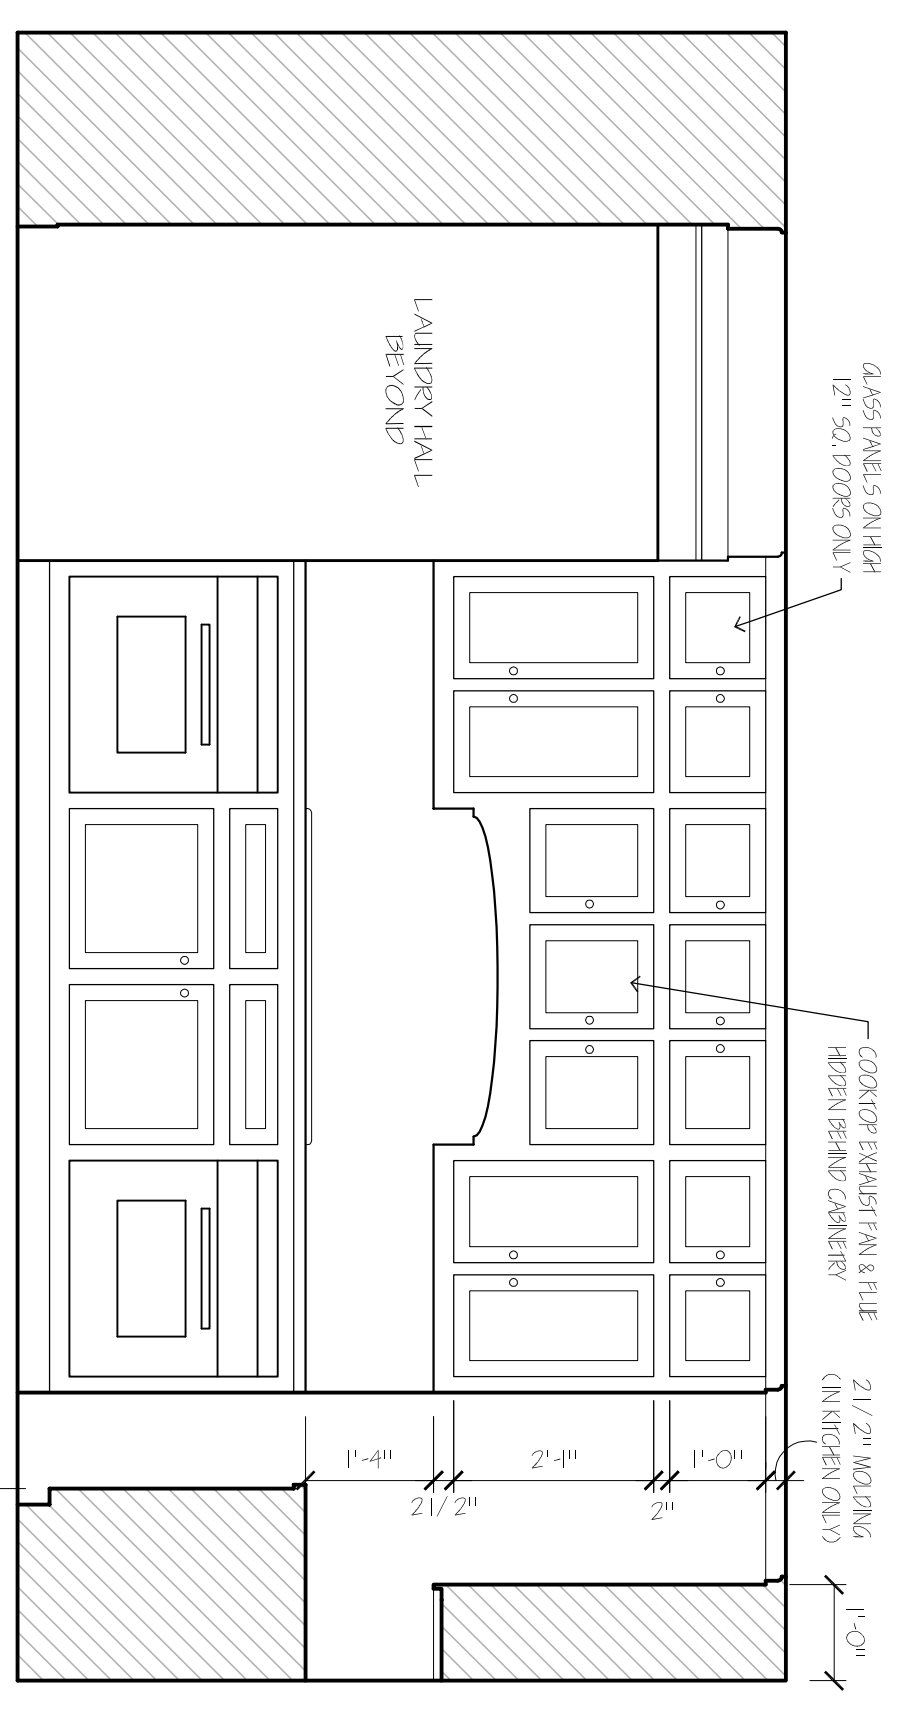 GLASS PANELS ON HIGH
12" SQ. DOORS ONLY
COOKTOP EXHAUST FAN & FLUE
HIDDEN BEHIND CABINETRY
2 1/2" MOLDING
(IN KITCHEN ONLY)
LAUNDRY HALL
BEYOND
1'-0"
1'-0"
2"
2'-1"
2 1/2"
1'-4"